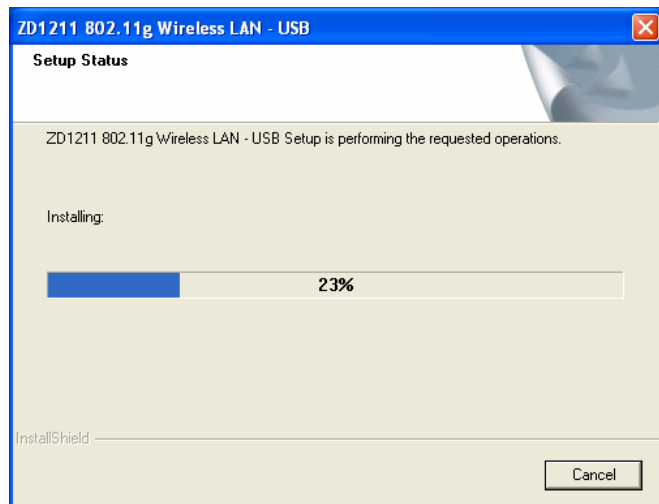 ZD1211 802.11g Wireless LAN - USB
Setup Status
ZD1211 802.11g Wireless LAN - USB Setup is performing the requested operations.
Installing:
23%
InstallShield
Cancel